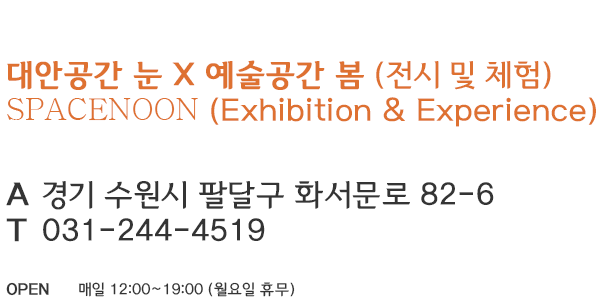 대안공간 눈 X 예술공간 봄 (전시 및 체험)
SPACENOON (Exhibition & Experience)
A 경기 수원시 팔달구 화서문로 82-6
T 031-244-4519
OPEN 매일 12:00~19:00 (월요일 휴무)